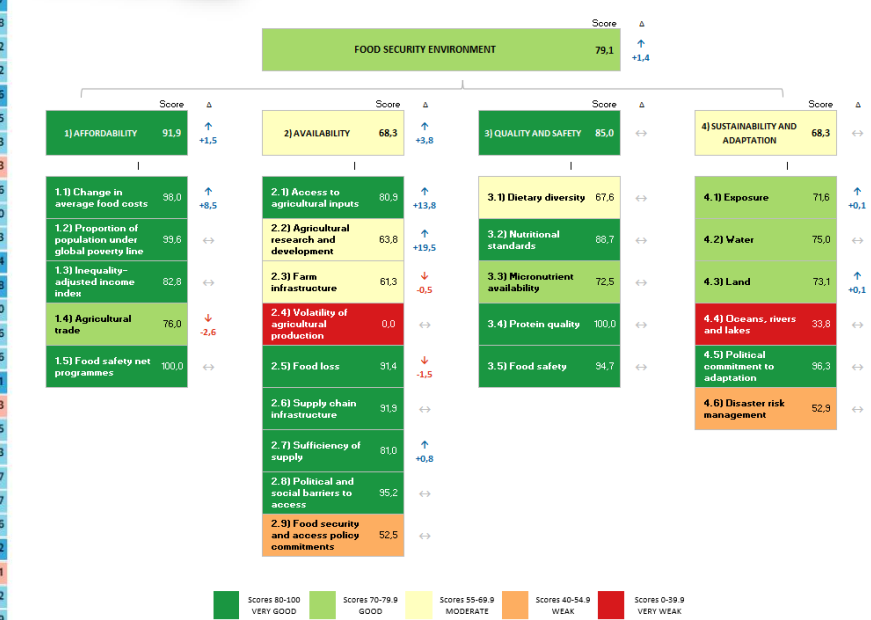 Score Δ
FOOD SECURITY ENVIRONMENT 79,1 ↑
+1,4
Score Δ Score Δ Score Δ Score Δ
1) AFFORDABILITY 91,9 ↑
+1,5
2) AVAILABILITY 68,3 ↑
+3,8
3) QUALITY AND SAFETY 85,0 ↔
4) SUSTAINABILITY AND
ADAPTATION 68,3 ↔
1.1) Change in
average food costs 98,0 ↑
+8,5
1.2) Proportion of
population under
global poverty line 99,6 ↔
1.3) Inequality-
adjusted income
index 82,8 ↔
1.4) Agricultural
trade 76,0 ↓
-2,6
1.5) Food safety net
programmes 100,0 ↔
2.1) Access to
agricultural inputs 80,9 ↑
+13,8
2.2) Agricultural
research and
development 63,8 ↑
+19,5
2.3) Farm
infrastructure 61,3 ↓
-0,5
2.4) Volatility of
agricultural
production 0,0 ↔
2.5) Food loss 91,4 ↓
-1,5
2.6) Supply chain
infrastructure 91,9 ↔
2.7) Sufficiency of
supply 81,0 ↑
+0,8
2.8) Political and
social barriers to
access 95,2 ↔
2.9) Food security
and access policy
commitments 52,5 ↔
3.1) Dietary diversity 67,6 ↔
3.2) Nutritional
standards 88,7 ↔
3.3) Micronutrient
availability 72,5 ↔
3.4) Protein quality 100,0 ↔
3.5) Food safety 94,7 ↔
4.1) Exposure 71,6 ↑
+0,1
4.2) Water 75,0 ↔
4.3) Land 73,1 ↑
+0,1
4.4) Oceans, rivers
and lakes 33,8 ↔
4.5) Political
commitment to
adaptation 96,3 ↔
4.6) Disaster risk
management 52,9 ↔
Scores 80-100
VERY GOOD
Scores 70-79.9
GOOD
Scores 55-69.9
MODERATE
Scores 40-54.9
WEAK
Scores 0-39.9
VERY WEAK